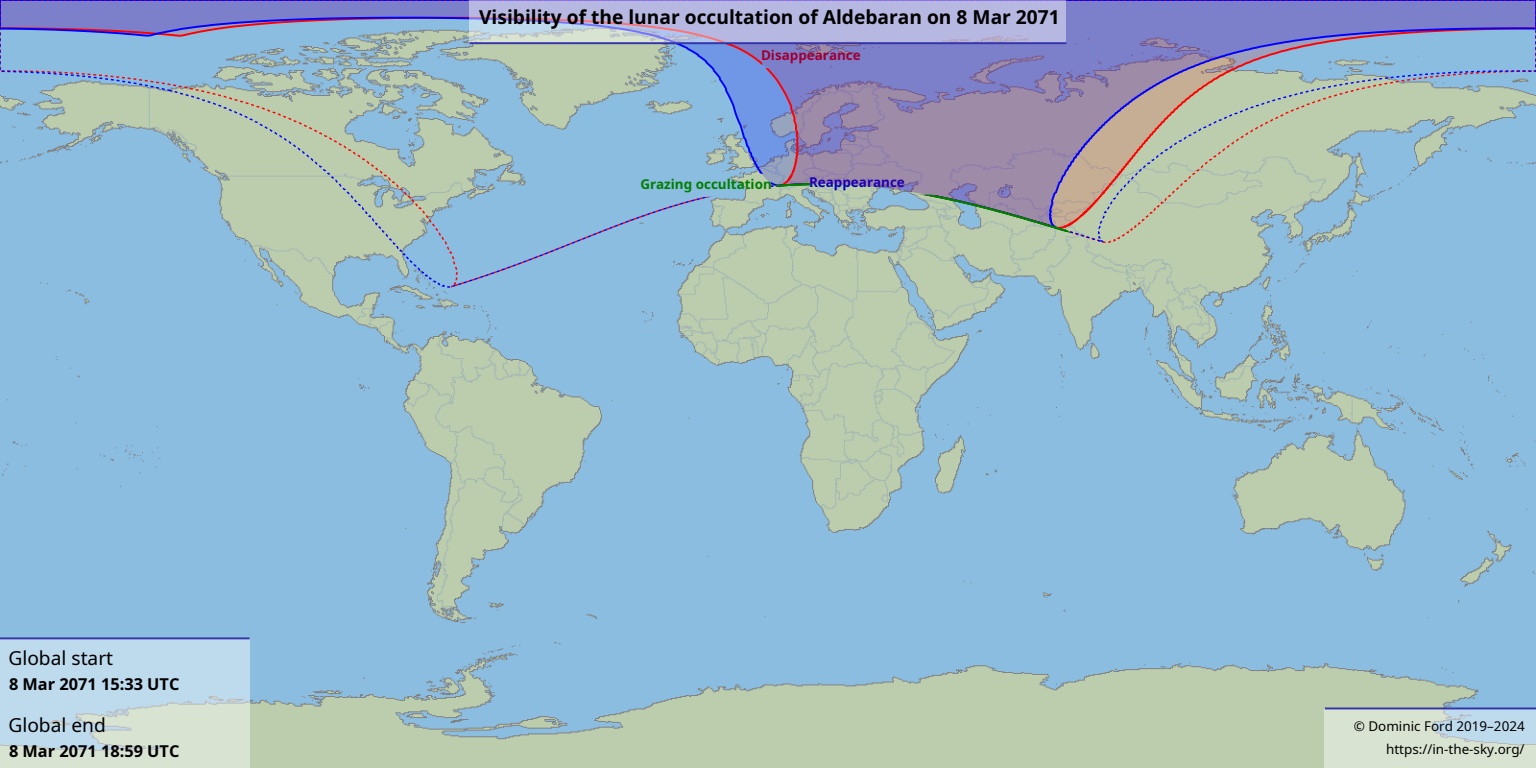 Visibility of the lunar occultation of Aldebaran on 8 Mar 2071
Disappearance
Grazing occultation
Reappearance
Global start
8 Mar 2071 15:33 UTC
Global end
8 Mar 2071 18:59 UTC
© Dominic Ford 2019–2024
https://in-the-sky.org/